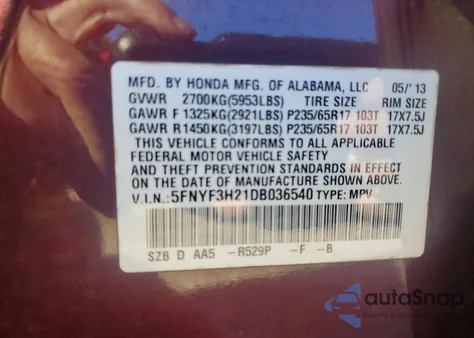 MFD. BY HONDA MFG. OF ALABAMA, LLC 05/'13
GVWR 2700KG(5953LBS) TIRE SIZE RIM SIZE
GAWR F 1325KG(2921LBS) P235/65R17 103T 17X7.5J
GAWR R1450KG(3197LBS) P235/65R17 103T 17X7.5J
THIS VEHICLE CONFORMS TO ALL APPLICABLE
FEDERAL MOTOR VEHICLE SAFETY
AND THEFT PREVENTION STANDARDS IN EFFECT
ON THE DATE OF MANUFACTURE SHOWN ABOVE.
V.I.N.: 5FNYF3H21DB036540 TYPE: MPV
SZB D AA5 -R529P -F -B
autoSnap